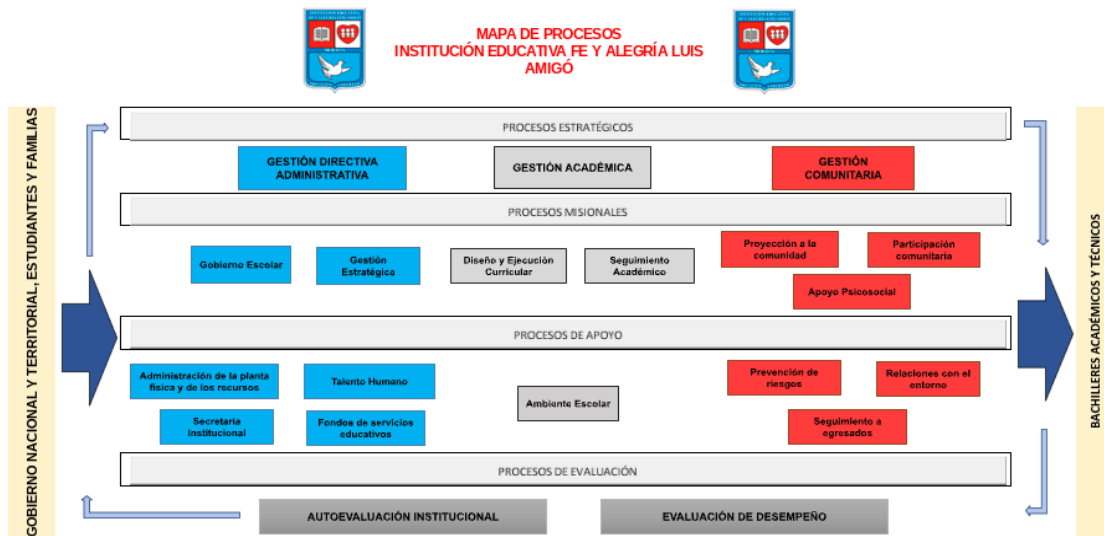 MAPA DE PROCESOS
INSTITUCIÓN EDUCATIVA FE Y ALEGRÍA LUIS
AMIGÓ
GOBIERNO NACIONAL Y TERRITORIAL, ESTUDIANTES Y FAMILIAS
PROCESOS ESTRATÉGICOS
GESTIÓN DIRECTIVA
ADMINISTRATIVA
GESTIÓN ACADÉMICA
GESTIÓN
COMUNITARIA
PROCESOS MISIONALES
Gobierno Escolar
Gestión
Estratégica
Diseño y Ejecución
Curricular
Seguimiento
Académico
Proyección a la
comunidad
Participación
comunitaria
Apoyo Psicosocial
PROCESOS DE APOYO
Administración de la planta
física y de los recursos
Talento Humano
Secretaría
Institucional
Fondos de servicios
educativos
Ambiente Escolar
Prevención de
riesgos
Relaciones con el
entorno
Seguimiento a
egresados
PROCESOS DE EVALUACIÓN
AUTOEVALUACIÓN INSTITUCIONAL
EVALUACIÓN DE DESEMPEÑO
BACHILLERES ACADÉMICOS Y TÉCNICOS